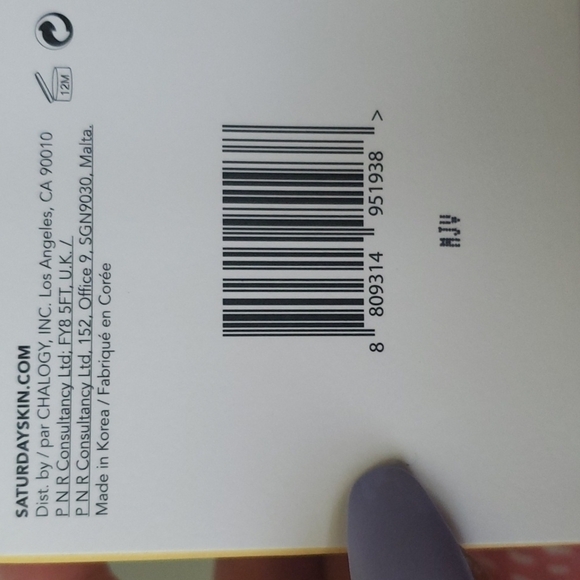 SATURDAYSKIN.COM
Dist. by / par CHALOGY, INC. Los Angeles, CA 90010
P N R Consultancy Ltd; FY8 5FT, U.K. /
P N R Consultancy Ltd, 152, Office 9, SGN9030, Malta.
Made in Korea / Fabriqué en Corée
12M
8 809314 951938 >
MJV